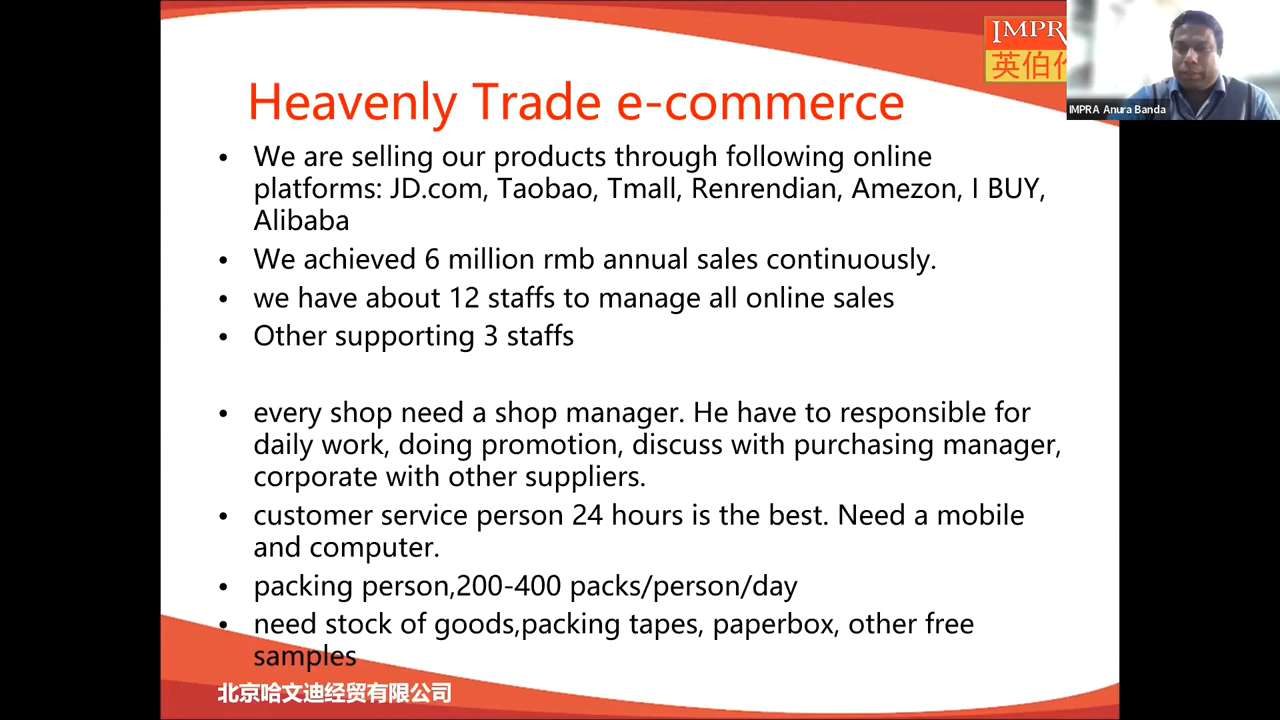 IMPR
英伯
IMPRA Anura Banda
Heavenly Trade e-commerce
• We are selling our products through following online
platforms: JD.com, Taobao, Tmall, Renrendian, Amezon, I BUY,
Alibaba
• We achieved 6 million rmb annual sales continuously.
• we have about 12 staffs to manage all online sales
• Other supporting 3 staffs
• every shop need a shop manager. He have to responsible for
daily work, doing promotion, discuss with purchasing manager,
corporate with other suppliers.
• customer service person 24 hours is the best. Need a mobile
and computer.
• packing person,200-400 packs/person/day
• need stock of goods,packing tapes, paperbox, other free
samples
北京哈文迪经贸有限公司